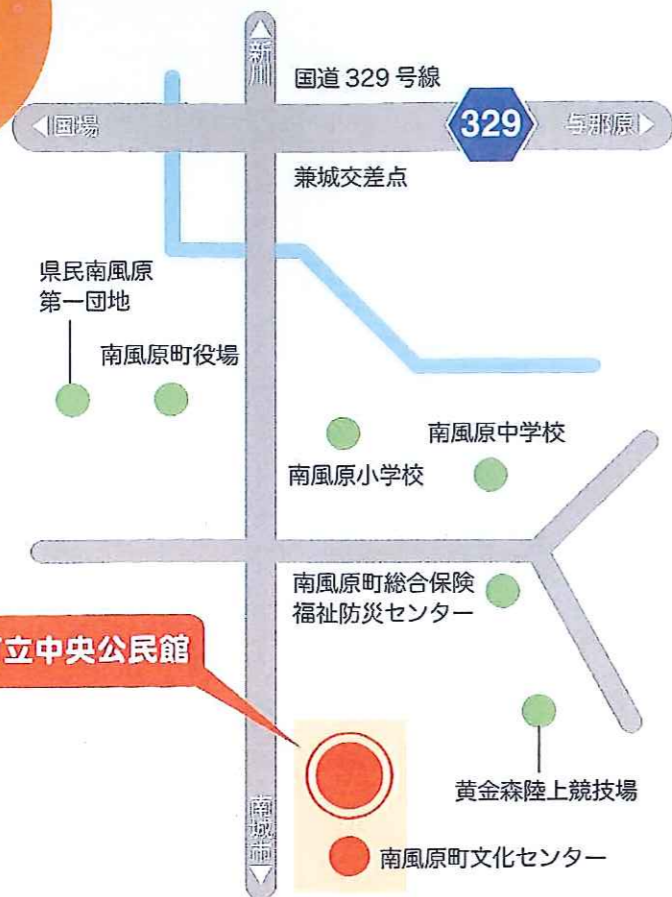 ▲新川
国道329号線
◀国場
329
与那原▶
兼城交差点
県民南風原
第一団地
南風原町役場
南風原中学校
南風原小学校
南風原町総合保険
福祉防災センター
立中央公民館
黄金森陸上競技場
南城市▼
南風原町文化センター